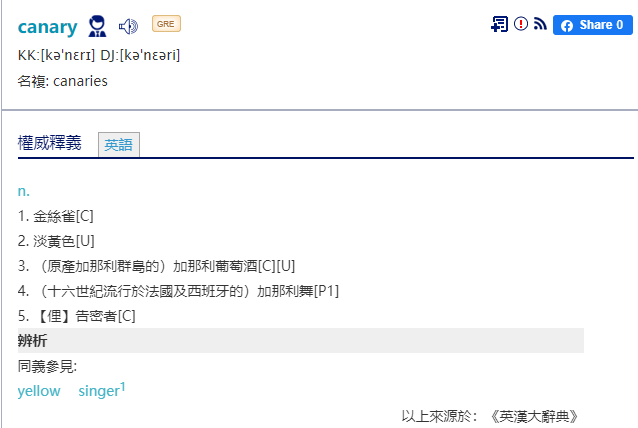 canary GRE Share 0
KK:[kəˈnɛrɪ] DJ:[kəˈnɛəri]
名複: canaries
權威釋義 英語
n.
1. 金絲雀[C]
2. 淡黃色[U]
3. （原產加那利群島的）加那利葡萄酒[C][U]
4. （十六世紀流行於法國及西班牙的）加那利舞[P1]
5. 【俚】告密者[C]
辨析
同義參見:
yellow singer1
以上來源於：《英漢大辭典》